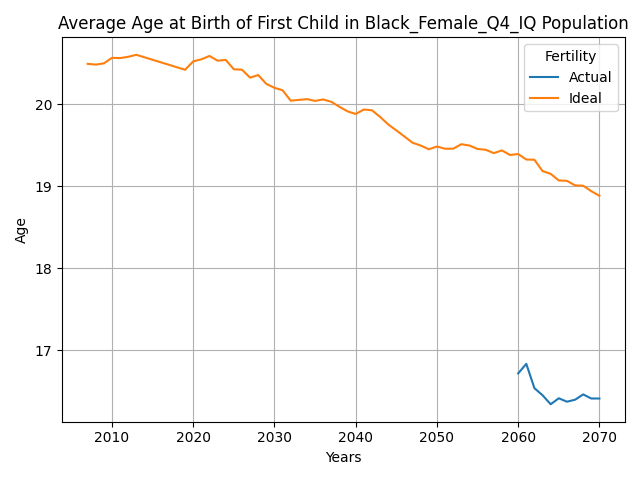 Average Age at Birth of First Child in Black_Female_Q4_IQ Population
Fertility
Actual
Ideal
Age
20
19
18
17
2010 2020 2030 2040 2050 2060 2070
Years